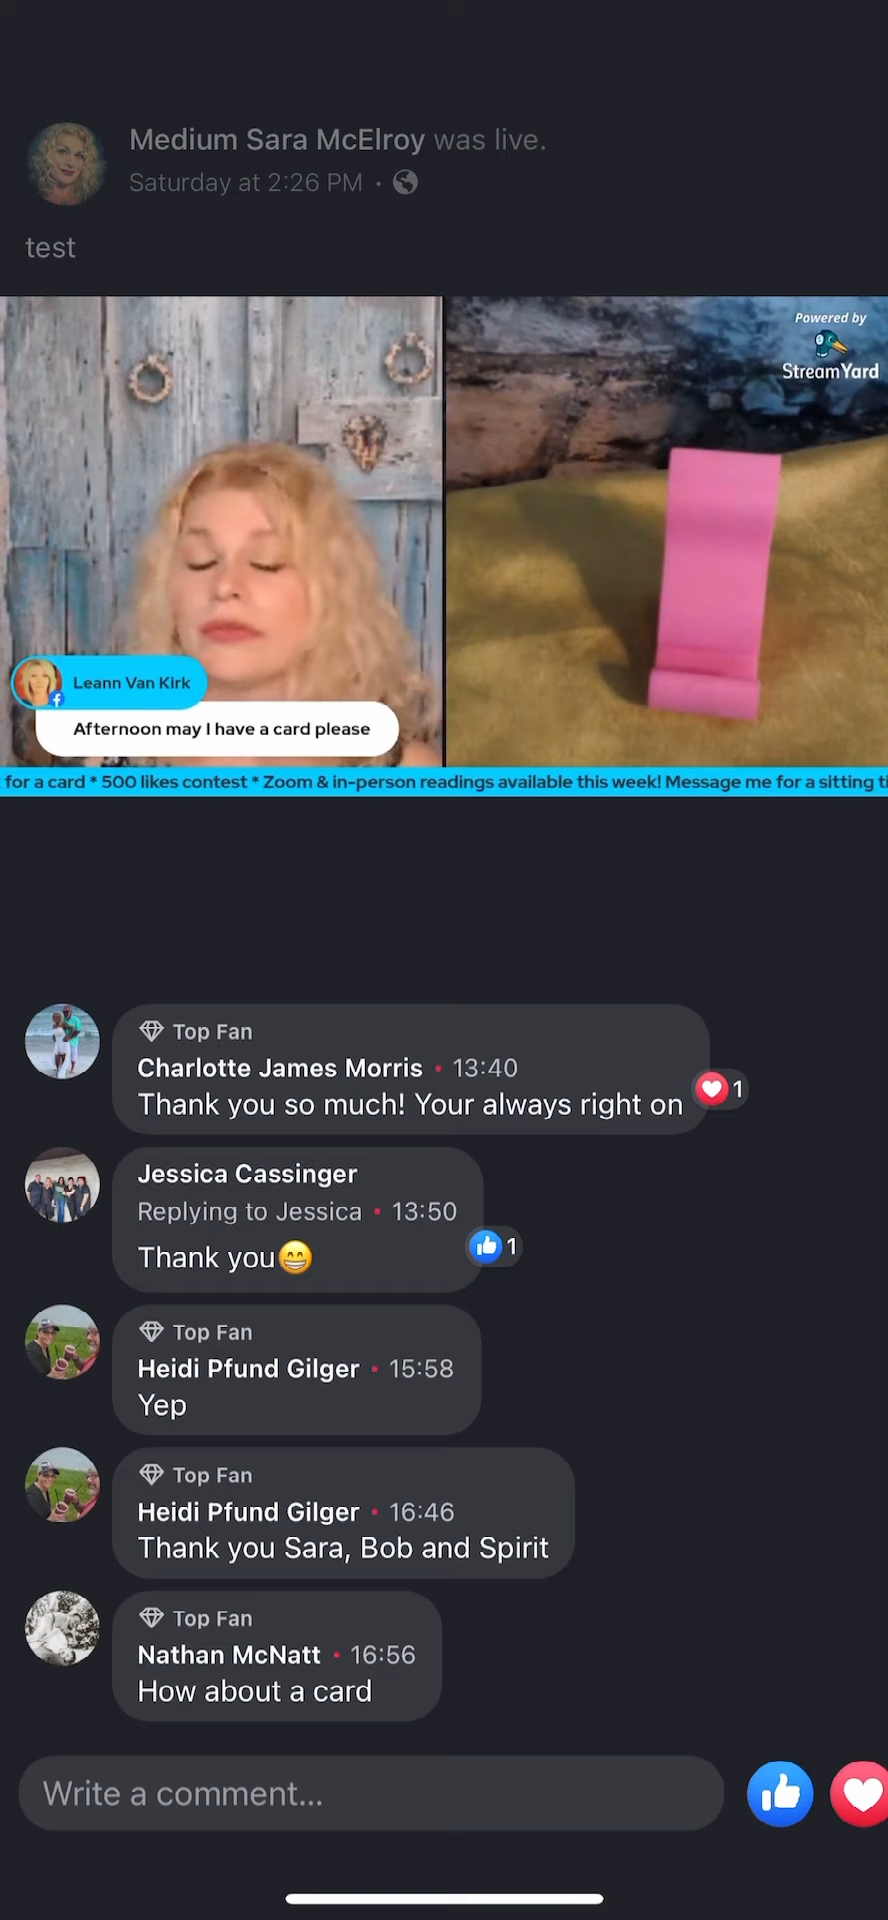 Medium Sara McElroy was live.
Saturday at 2:26 PM ·
test
Powered by
StreamYard
Leann Van Kirk
Afternoon may I have a card please
for a card * 500 likes contest * Zoom & in-person readings available this week! Message me for a sitting ti
Top Fan
Charlotte James Morris • 13:40
Thank you so much! Your always right on
1
Jessica Cassinger
Replying to Jessica • 13:50
Thank you😁
1
Top Fan
Heidi Pfund Gilger • 15:58
Yep
Top Fan
Heidi Pfund Gilger • 16:46
Thank you Sara, Bob and Spirit
Top Fan
Nathan McNatt • 16:56
How about a card
Write a comment...